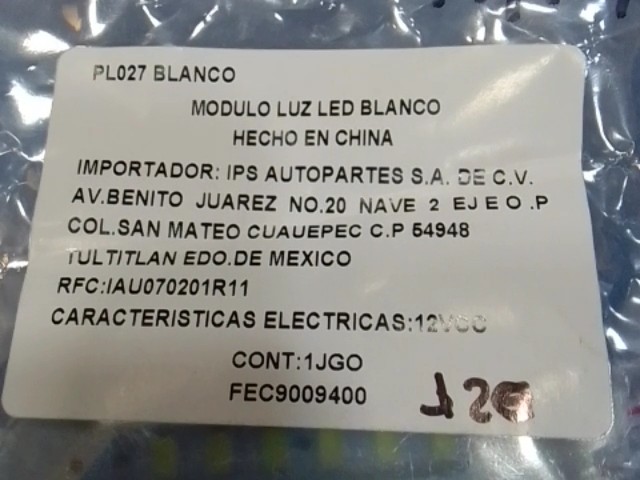 PL027 BLANCO
MODULO LUZ LED BLANCO
HECHO EN CHINA
IMPORTADOR: IPS AUTOPARTES S.A. DE C.V.
AV.BENITO JUAREZ NO.20 NAVE 2 EJE O .P
COL.SAN MATEO CUAUEPEC C.P 54948
TULTITLAN EDO.DE MEXICO
RFC:IAU070201R11
CARACTERISTICAS ELECTRICAS:12VCC
CONT:1JGO
FEC9009400